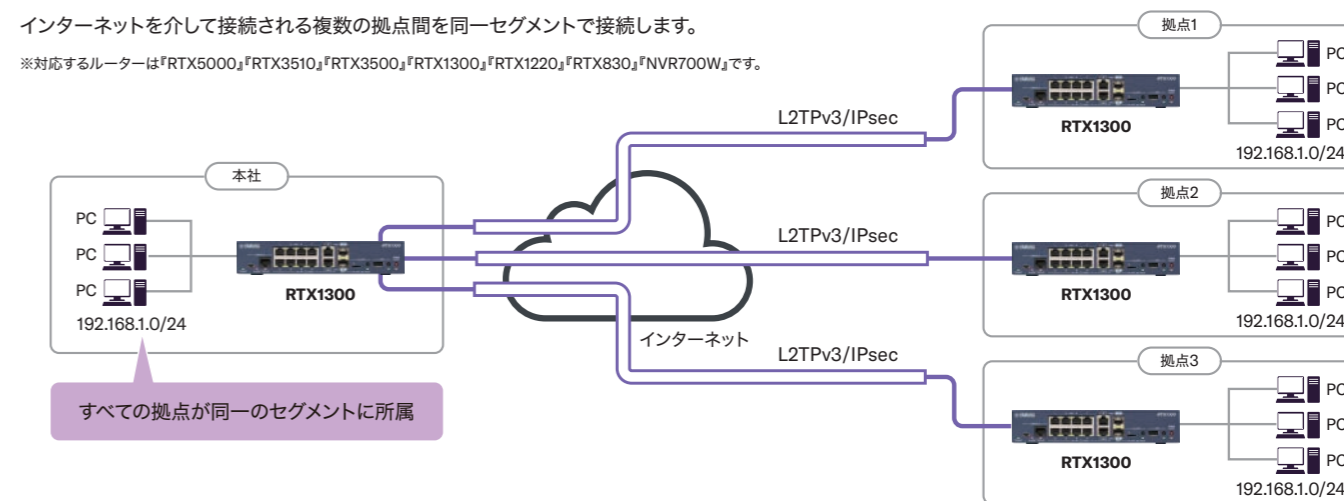 インターネットを介して接続される複数の拠点間を同一セグメントで接続します。
※対応するルーターは『RTX5000』『RTX3510』『RTX3500』『RTX1300』『RTX1220』『RTX830』『NVR700W』です。
本社
PC
PC
PC
192.168.1.0/24
RTX1300
すべての拠点が同一のセグメントに所属
インターネット
L2TPv3/IPsec
L2TPv3/IPsec
L2TPv3/IPsec
拠点1
RTX1300
PC
PC
PC
192.168.1.0/24
拠点2
RTX1300
PC
PC
PC
192.168.1.0/24
拠点3
RTX1300
PC
PC
PC
192.168.1.0/24